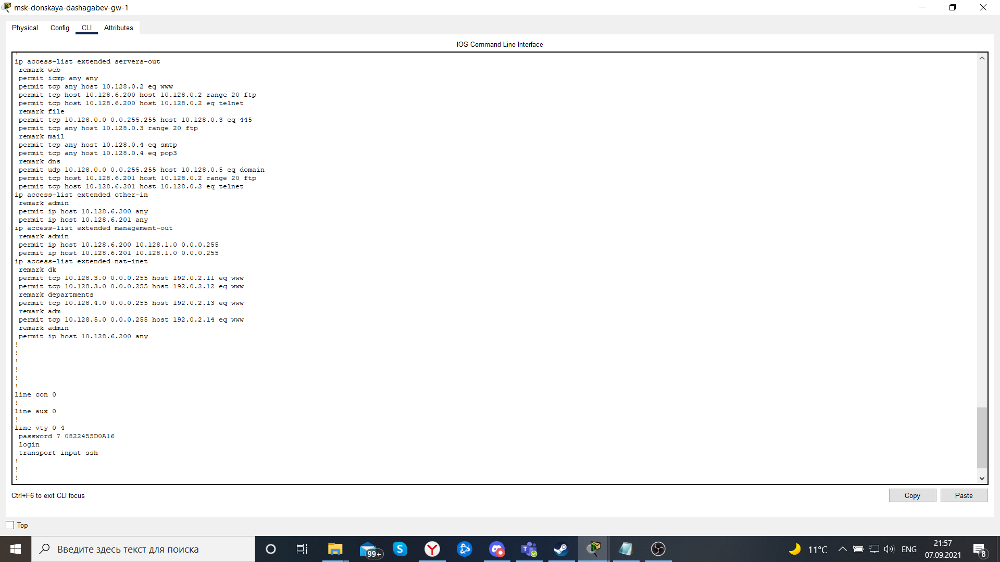 msk-donskaya-dashagabev-gw-1
Physical Config CLI Attributes
IOS Command Line Interface
!
ip access-list extended servers-out
remark web
permit icmp any any
permit tcp any host 10.128.0.2 eq www
permit tcp host 10.128.6.200 host 10.128.0.2 range 20 ftp
permit tcp host 10.128.6.200 host 10.128.0.2 eq telnet
remark file
permit tcp 10.128.0.0 0.0.255.255 host 10.128.0.3 eq 445
permit tcp any host 10.128.0.3 range 20 ftp
remark mail
permit tcp any host 10.128.0.4 eq smtp
permit tcp any host 10.128.0.4 eq pop3
remark dns
permit udp 10.128.0.0 0.0.255.255 host 10.128.0.5 eq domain
permit tcp host 10.128.6.201 host 10.128.0.2 range 20 ftp
permit tcp host 10.128.6.201 host 10.128.0.2 eq telnet
ip access-list extended other-in
remark admin
permit ip host 10.128.6.200 any
permit ip host 10.128.6.201 any
ip access-list extended management-out
remark admin
permit ip host 10.128.6.200 10.128.1.0 0.0.0.255
permit ip host 10.128.6.201 10.128.1.0 0.0.0.255
ip access-list extended nat-inet
remark dk
permit tcp 10.128.3.0 0.0.0.255 host 192.0.2.11 eq www
permit tcp 10.128.3.0 0.0.0.255 host 192.0.2.12 eq www
remark departments
permit tcp 10.128.4.0 0.0.0.255 host 192.0.2.13 eq www
remark adm
permit tcp 10.128.5.0 0.0.0.255 host 192.0.2.14 eq www
remark admin
permit ip host 10.128.6.200 any
!
!
!
!
!
!
line con 0
!
line aux 0
!
line vty 0 4
password 7 0822455D0A16
login
transport input ssh
!
!
!
Ctrl+F6 to exit CLI focus
Copy Paste
Top
Введите здесь текст для поиска
99+
11°C
ENG
21:57
07.09.2021
8